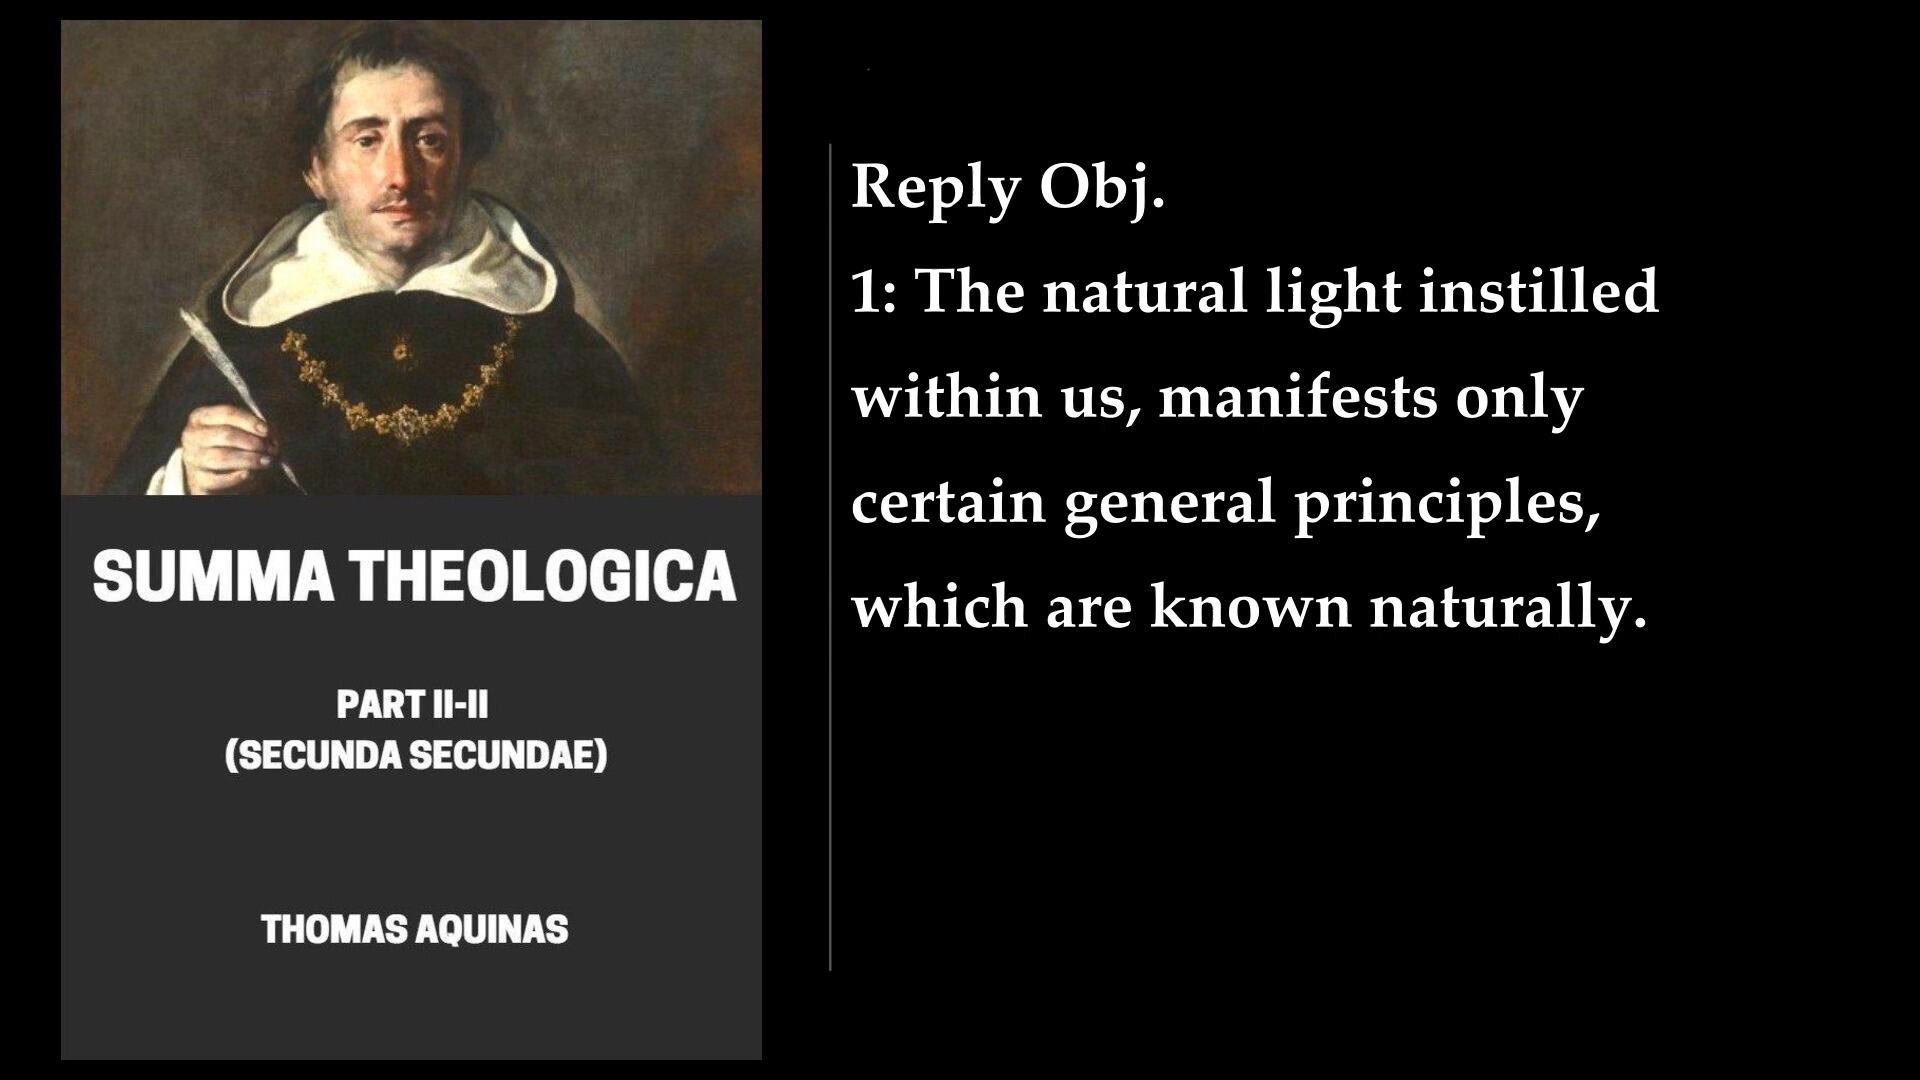 SUMMA THEOLOGICA
PART II-II
(SECUNDA SECUNDAE)
THOMAS AQUINAS
Reply Obj.
1: The natural light instilled
within us, manifests only
certain general principles,
which are known naturally.